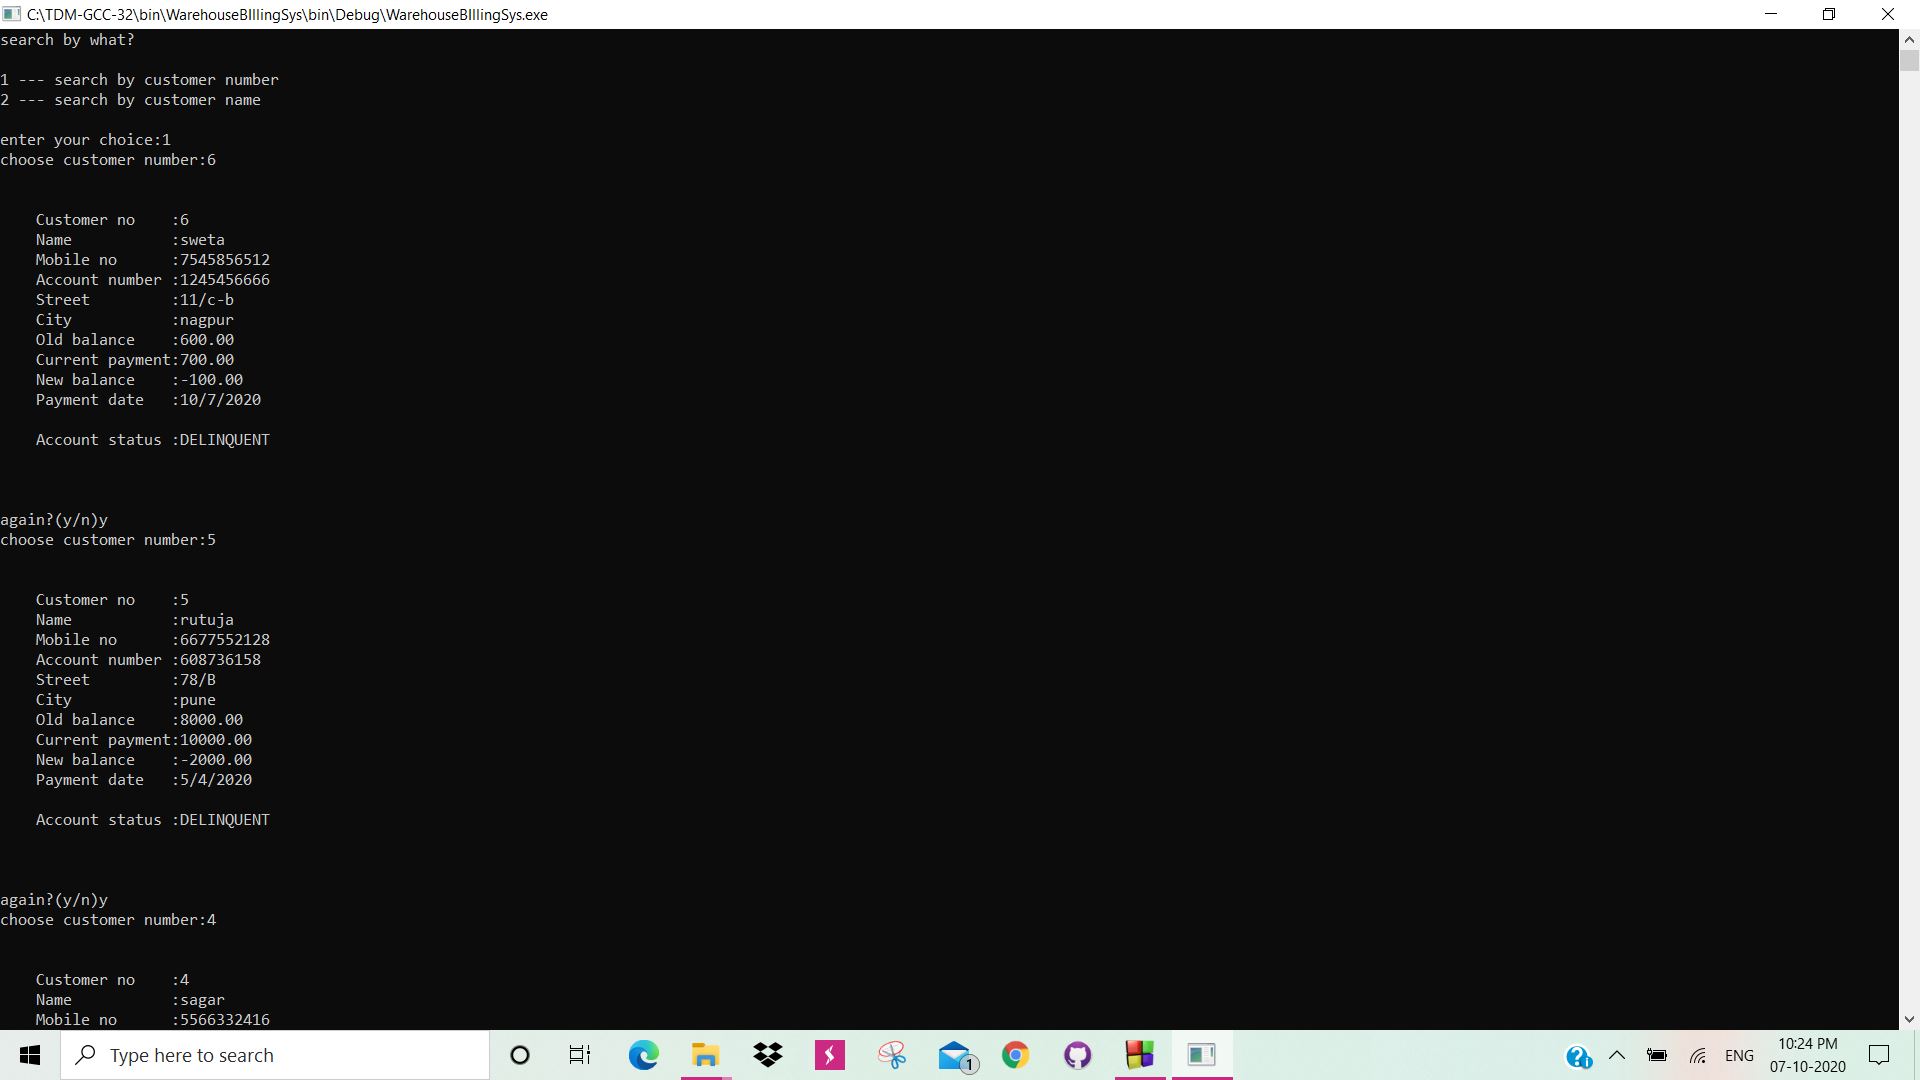 C:\TDM-GCC-32\bin\WarehouseBIllingSys\bin\Debug\WarehouseBIllingSys.exe
search by what?
1 --- search by customer number
2 --- search by customer name
enter your choice:1
choose customer number:6
Customer no    :6
Name           :sweta
Mobile no      :7545856512
Account number :1245456666
Street         :11/c-b
City           :nagpur
Old balance    :600.00
Current payment:700.00
New balance    :-100.00
Payment date   :10/7/2020
Account status :DELINQUENT
again?(y/n)y
choose customer number:5
Customer no    :5
Name           :rutuja
Mobile no      :6677552128
Account number :608736158
Street         :78/B
City           :pune
Old balance    :8000.00
Current payment:10000.00
New balance    :-2000.00
Payment date   :5/4/2020
Account status :DELINQUENT
again?(y/n)y
choose customer number:4
Customer no    :4
Name           :sagar
Mobile no      :5566332416
Type here to search
1
ENG
10:24 PM
07-10-2020